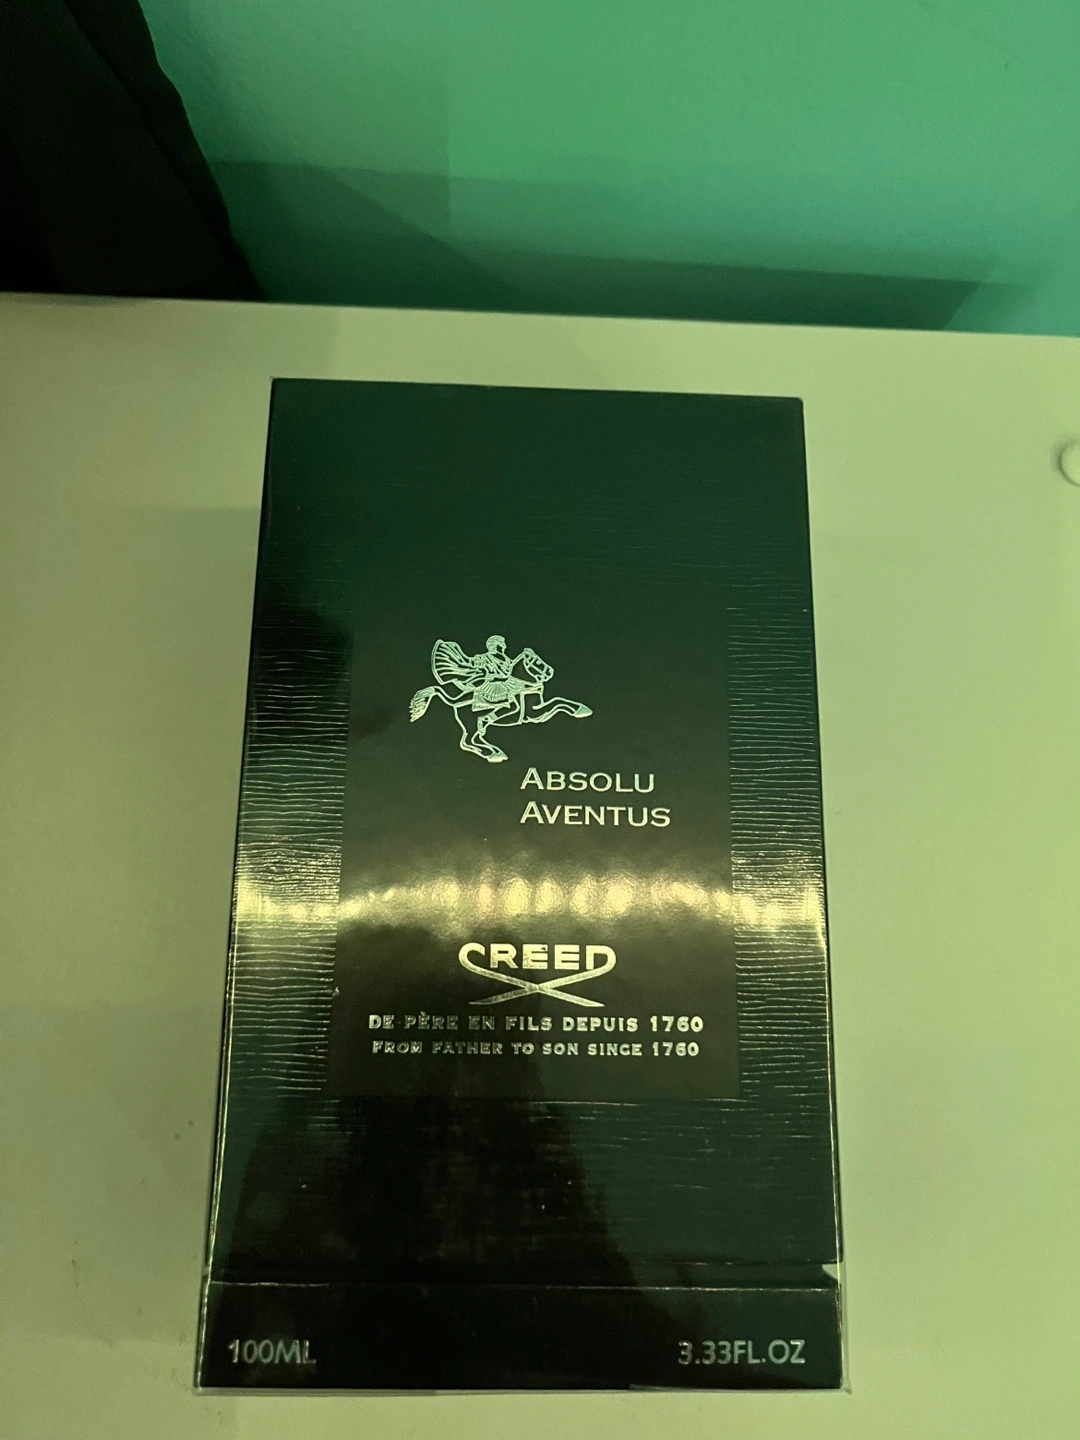 ABSOLU
AVENTUS
CREED
DE PÈRE EN FILS DEPUIS 1760
FROM FATHER TO SON SINCE 1760
100ML 3.33FL.OZ